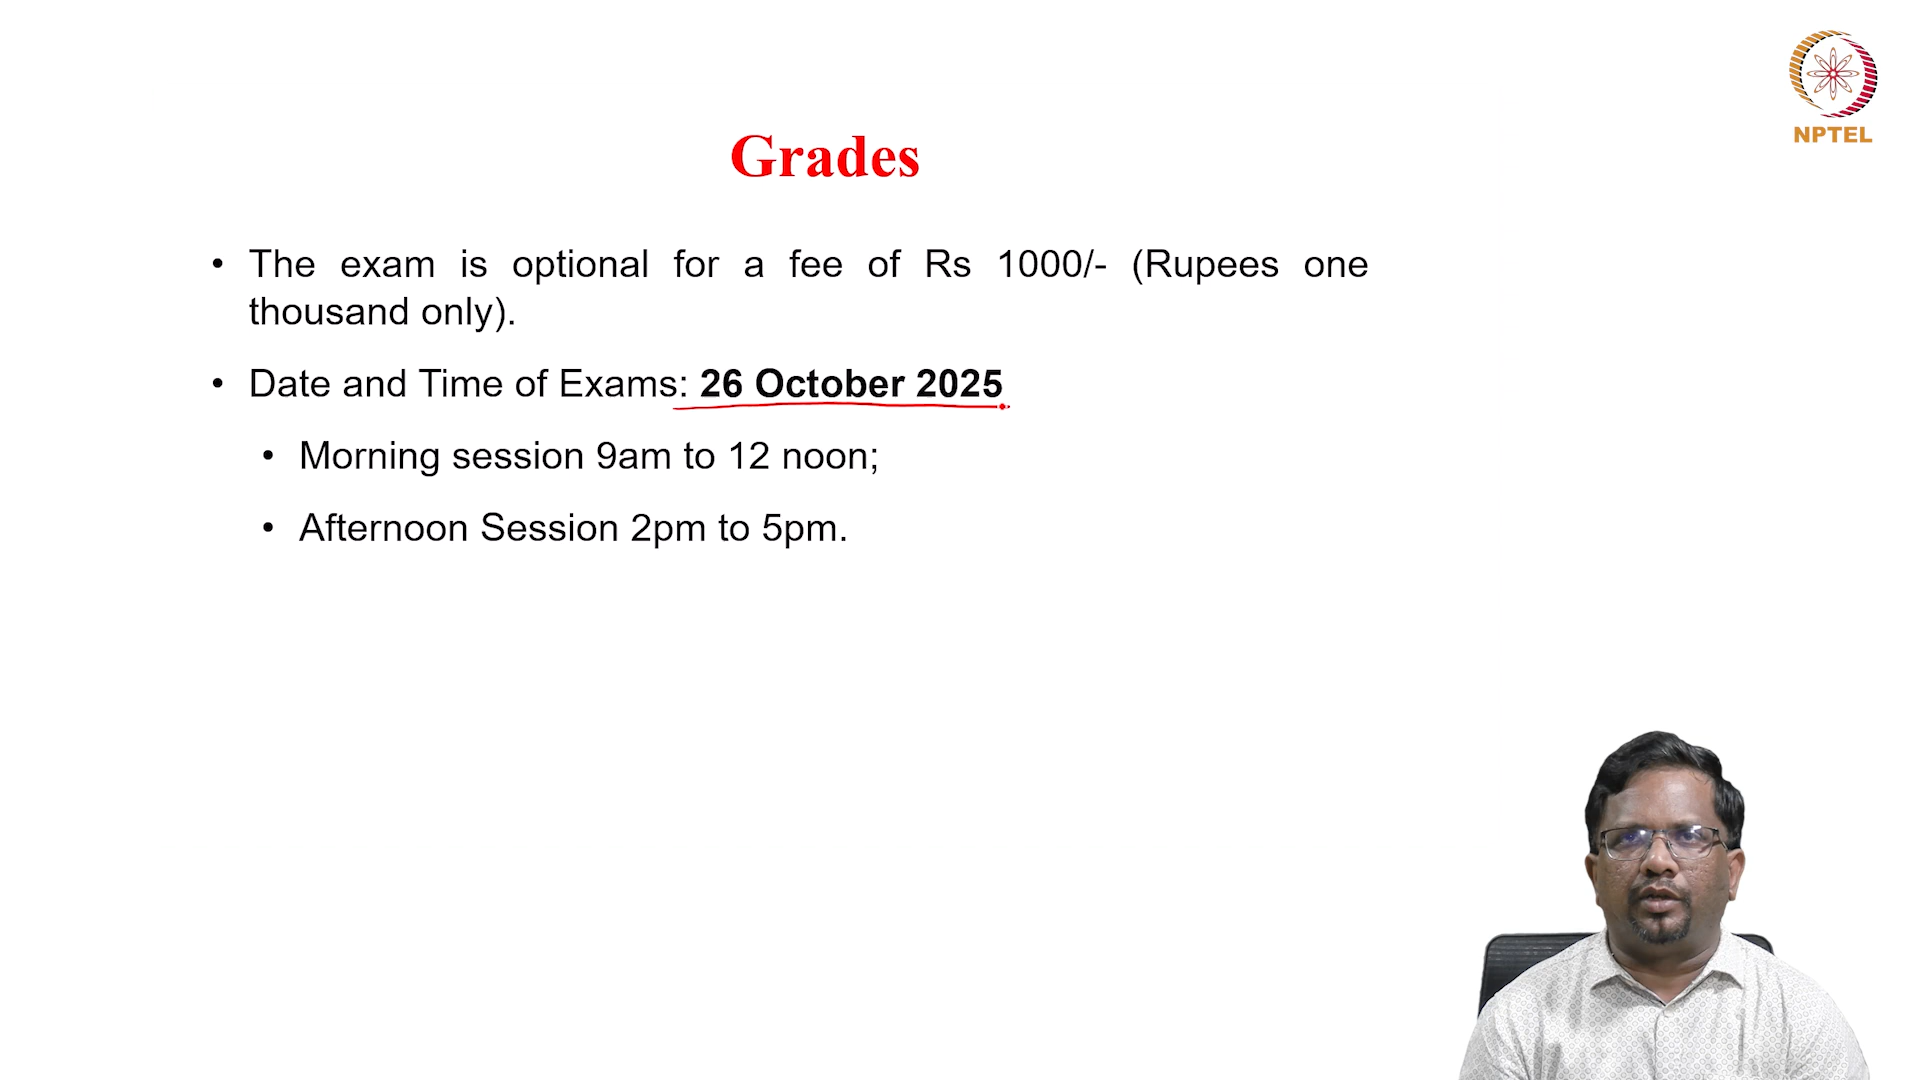 NPTEL
Grades
• The exam is optional for a fee of Rs 1000/- (Rupees one
thousand only).
• Date and Time of Exams: 26 October 2025
• Morning session 9am to 12 noon;
• Afternoon Session 2pm to 5pm.